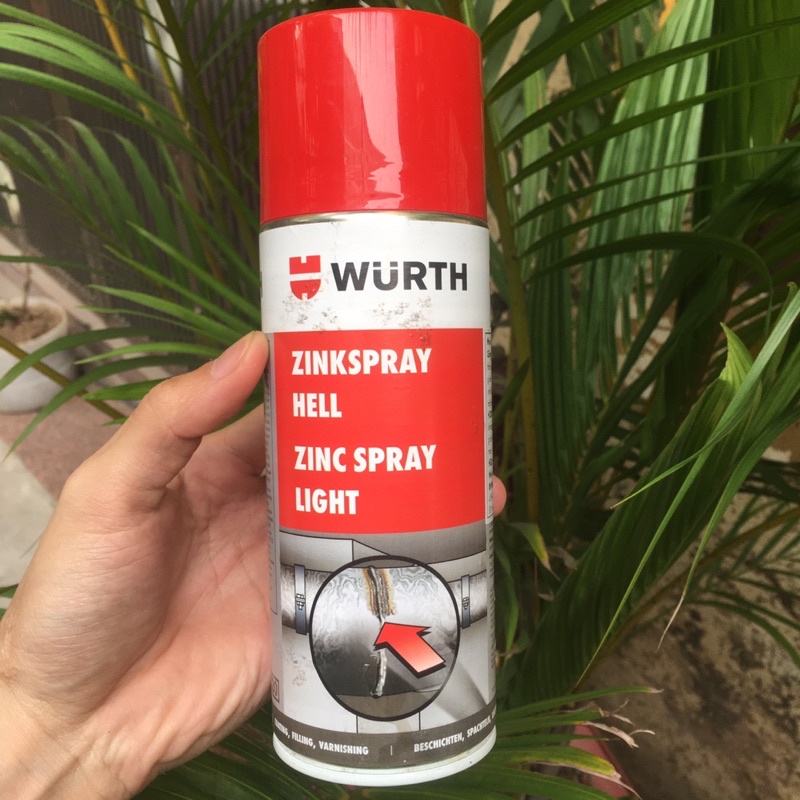 WÜRTH
ZINKSPRAY
HELL
ZINC SPRAY
LIGHT
FILLING, VARNISHING | BESCHICHTEN, SPACHTELN,